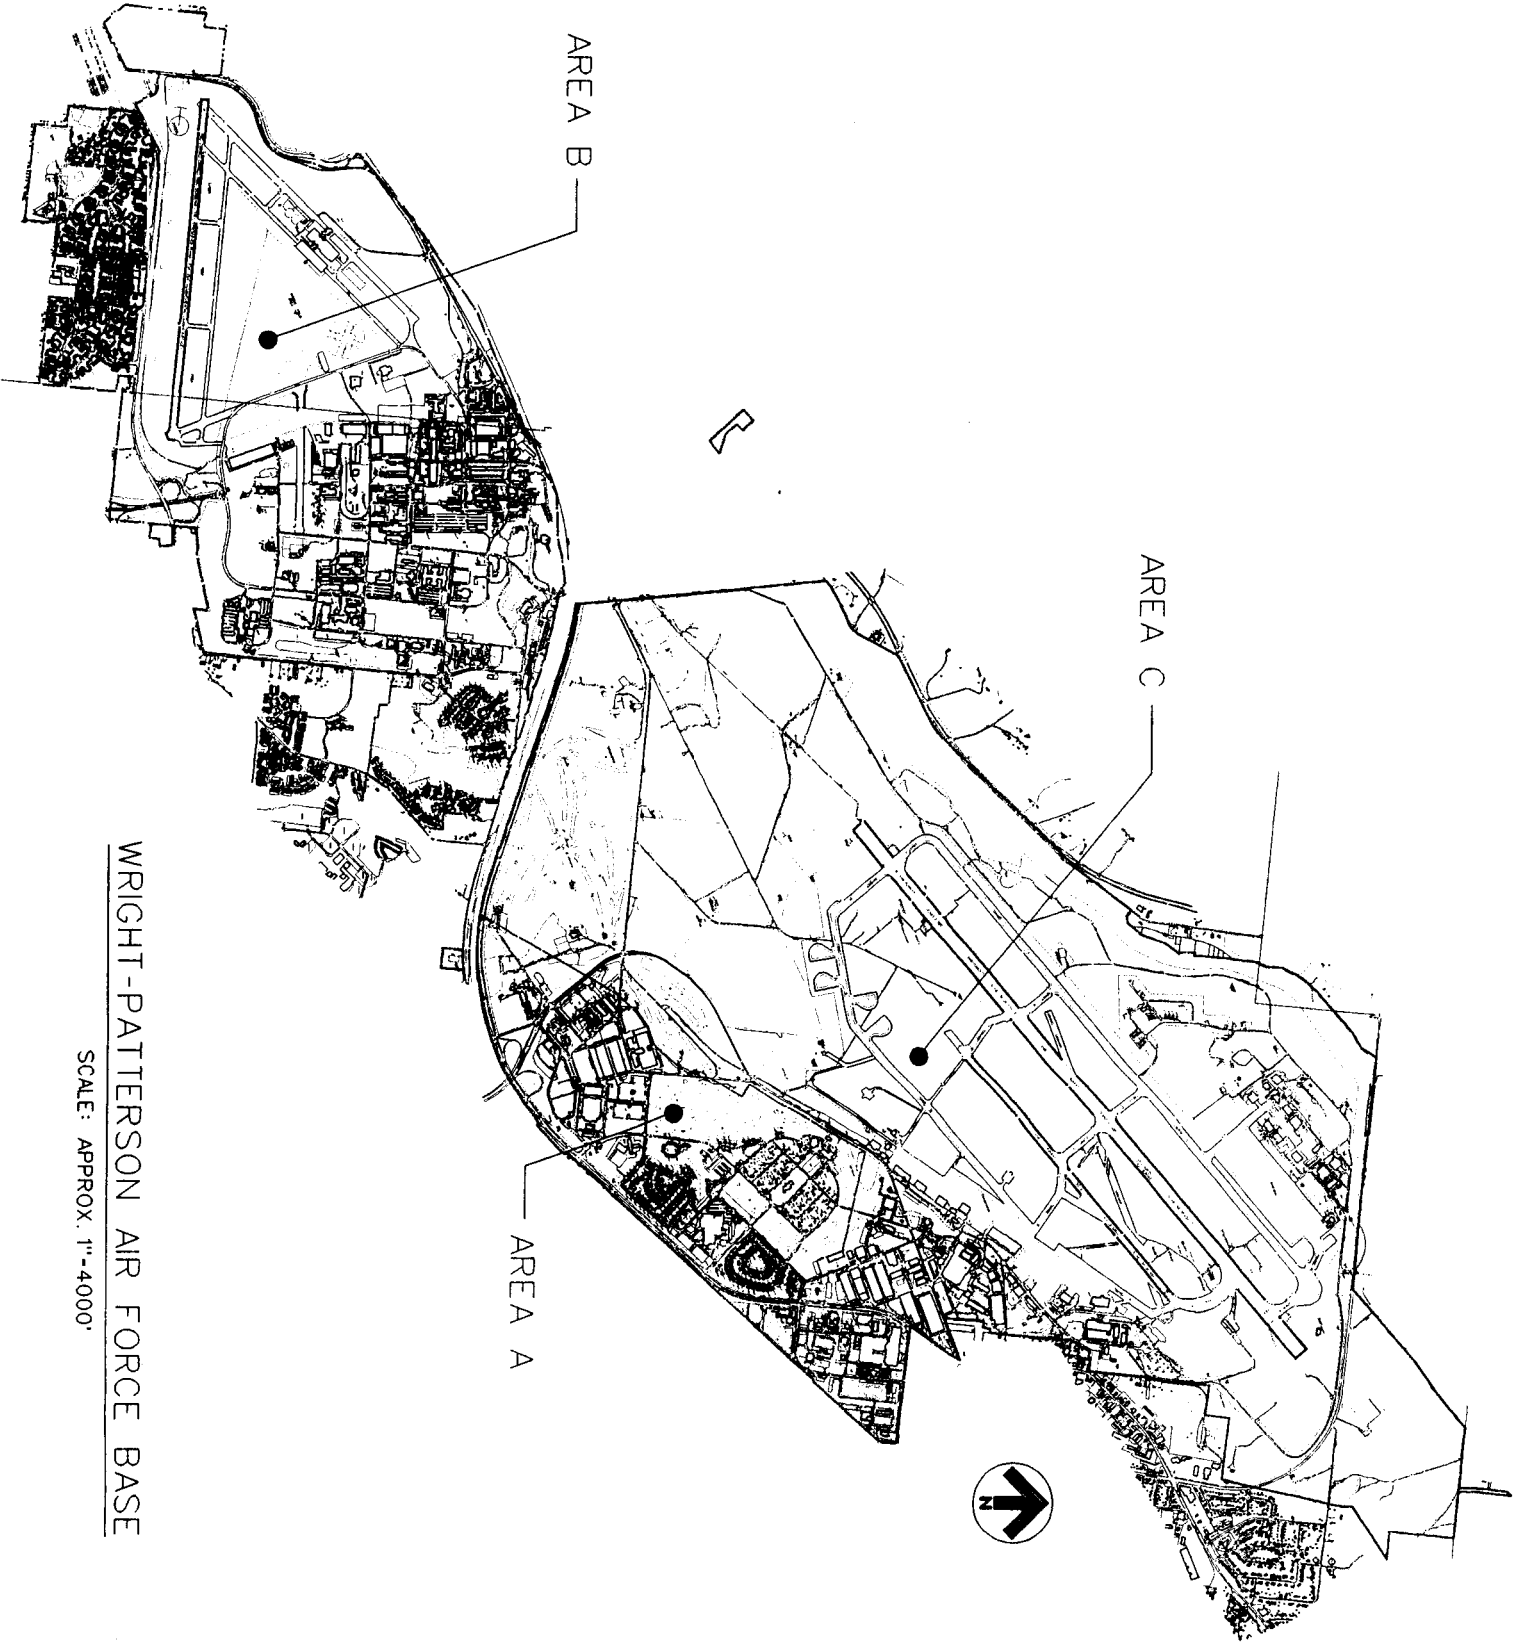 AREA B
AREA C
AREA A
N
WRIGHT-PATTERSON AIR FORCE BASE
SCALE: APPROX. 1"-4000'